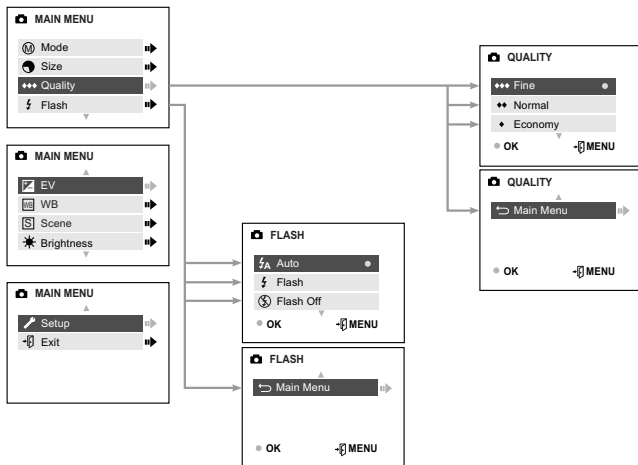 MAIN MENU
M Mode
Size
Quality
Flash
MAIN MENU
EV
WB WB
S Scene
Brightness
MAIN MENU
Setup
Exit
FLASH
A Auto
Flash
Flash Off
OK MENU
FLASH
Main Menu
OK MENU
QUALITY
Fine
Normal
Economy
OK MENU
QUALITY
Main Menu
OK MENU